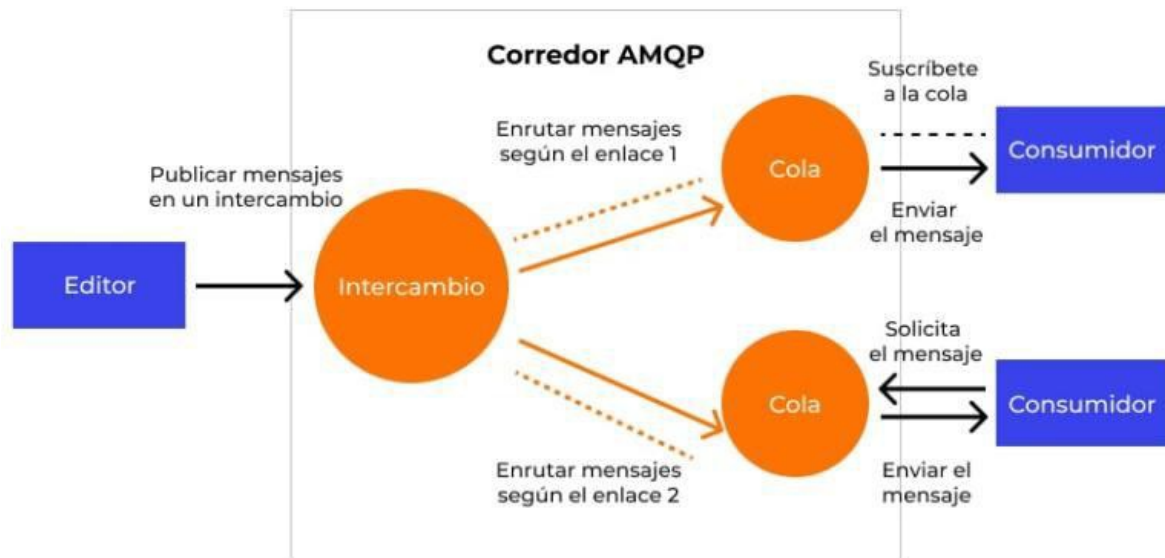 Corredor AMQP
Publicar mensajes
en un intercambio
Editor
Intercambio
Enrutar mensajes
según el enlace 1
Cola
Suscríbete
a la cola
Consumidor
Enviar
el mensaje
Enrutar mensajes
según el enlace 2
Cola
Solicita
el mensaje
Consumidor
Enviar el
mensaje